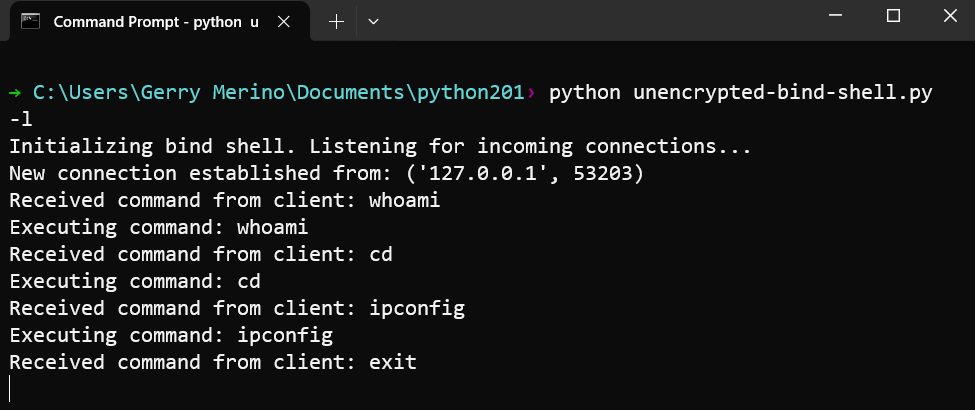 Command Prompt - python u
→ C:\Users\Gerry Merino\Documents\python201› python unencrypted-bind-shell.py
-l
Initializing bind shell. Listening for incoming connections...
New connection established from: ('127.0.0.1', 53203)
Received command from client: whoami
Executing command: whoami
Received command from client: cd
Executing command: cd
Received command from client: ipconfig
Executing command: ipconfig
Received command from client: exit